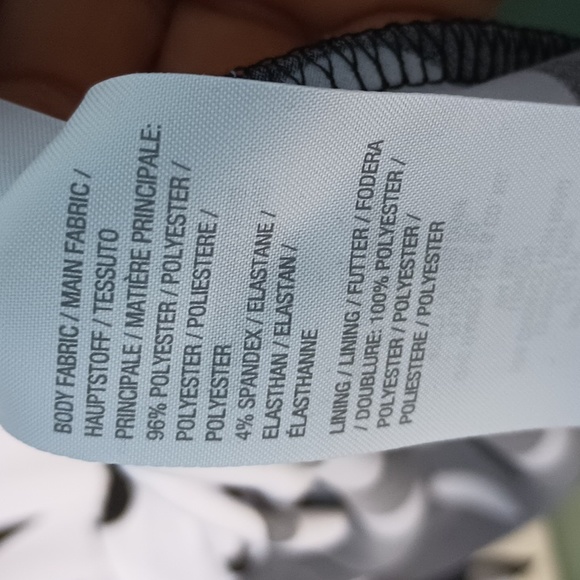 BODY FABRIC / MAIN FABRIC /
HAUPTSTOFF / TESSUTO
PRINCIPALE / MATIÈRE PRINCIPALE:
96% POLYESTER / POLYESTER /
POLYESTER / POLIESTERE /
POLYESTER
4% SPANDEX / ELASTANE /
ELASTHAN / ELASTAN /
ÉLASTHANNE
LINING / LINING / FUTTER / FODERA
/ DOUBLURE: 100% POLYESTER /
POLYESTER / POLYESTER /
POLIESTERE / POLYESTER